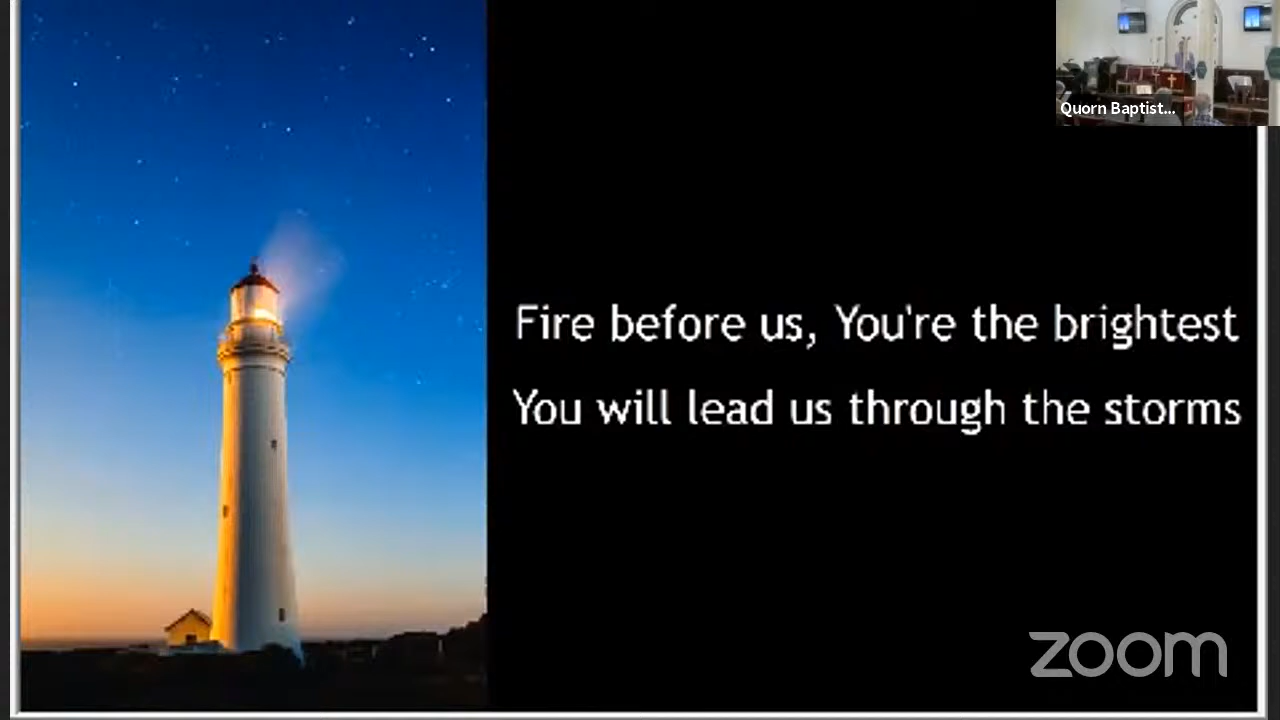 Quorn Baptist...
Fire before us, You're the brightest
You will lead us through the storms
zoom